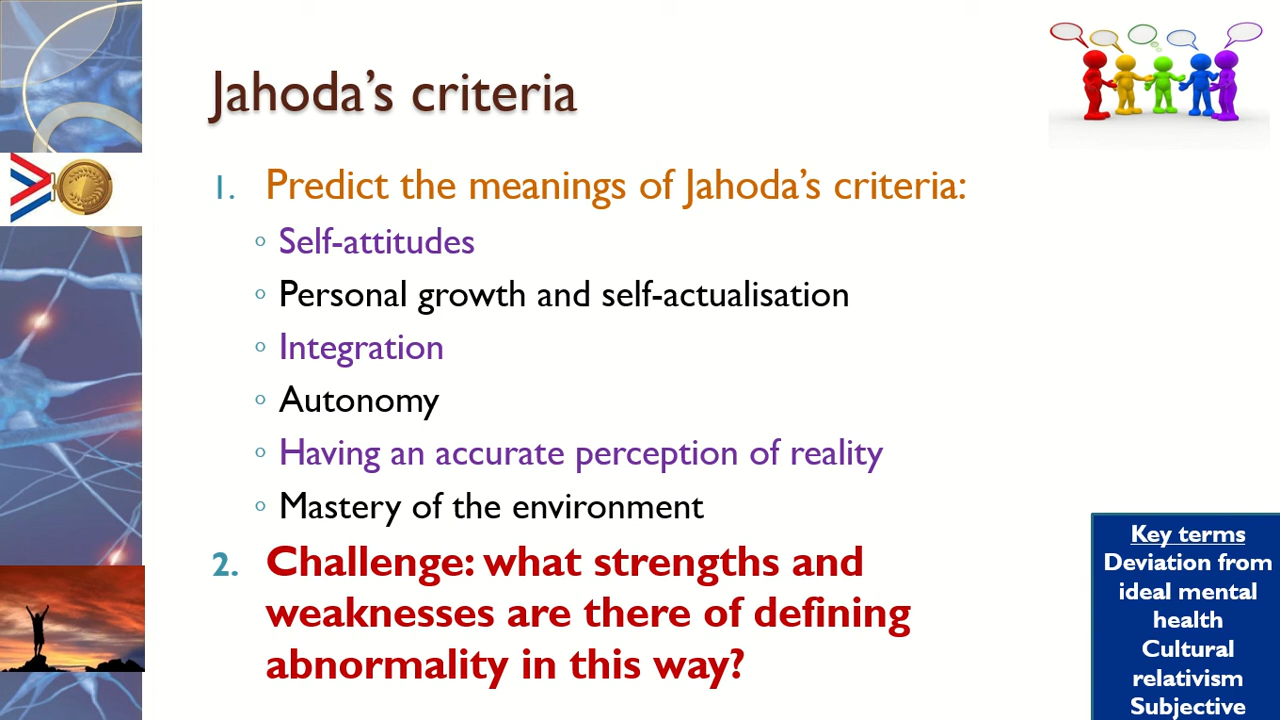 Jahoda's criteria
1. Predict the meanings of Jahoda's criteria:
◦ Self-attitudes
◦ Personal growth and self-actualisation
◦ Integration
◦ Autonomy
◦ Having an accurate perception of reality
◦ Mastery of the environment
2. Challenge: what strengths and
weaknesses are there of defining
abnormality in this way?
Key terms
Deviation from
ideal mental
health
Cultural
relativism
Subjective